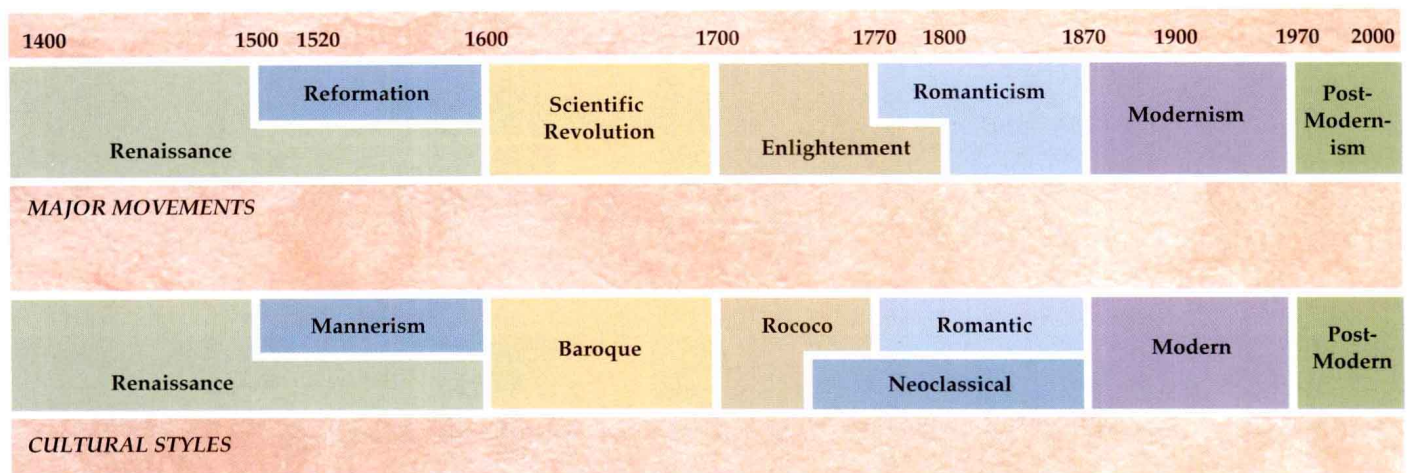 1400 1500 1520 1600 1700 1770 1800 1870 1900 1970 2000
Reformation
Renaissance
Scientific
Revolution
Enlightenment
Romanticism
Modernism
Post-
Modern-
ism
MAJOR MOVEMENTS
Mannerism
Renaissance
Baroque
Rococo
Romantic
Neoclassical
Modern
Post-
Modern
CULTURAL STYLES